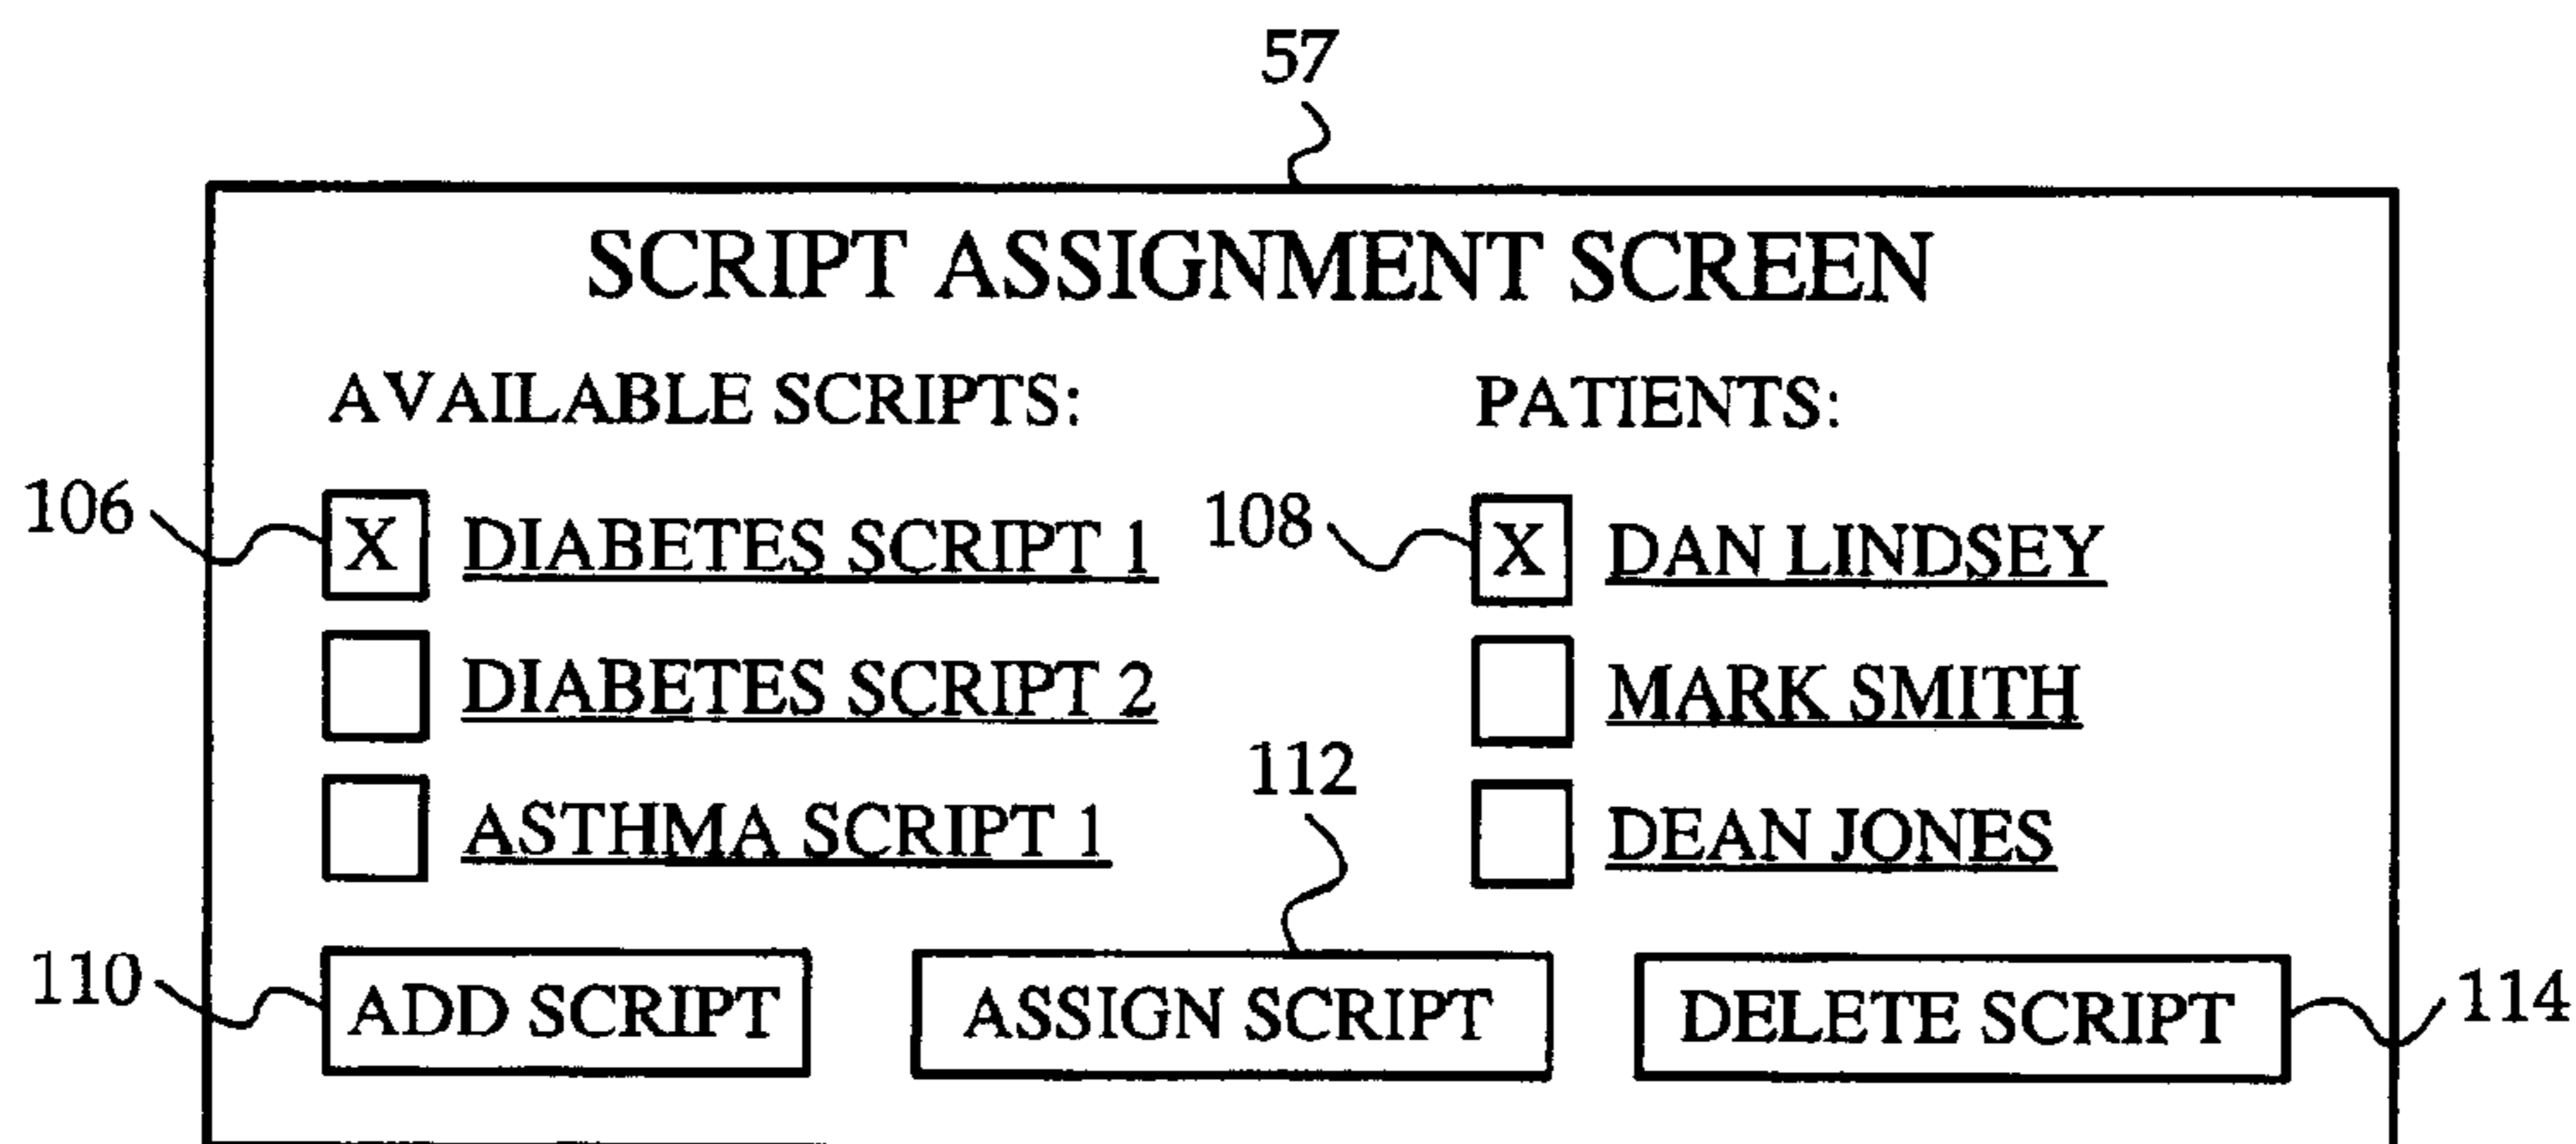 57
SCRIPT ASSIGNMENT SCREEN
AVAILABLE SCRIPTS: PATIENTS:
106 X DIABETES SCRIPT 1 108 X DAN LINDSEY
DIABETES SCRIPT 2 MARK SMITH
112
ASTHMA SCRIPT 1 DEAN JONES
110 ADD SCRIPT ASSIGN SCRIPT DELETE SCRIPT 114